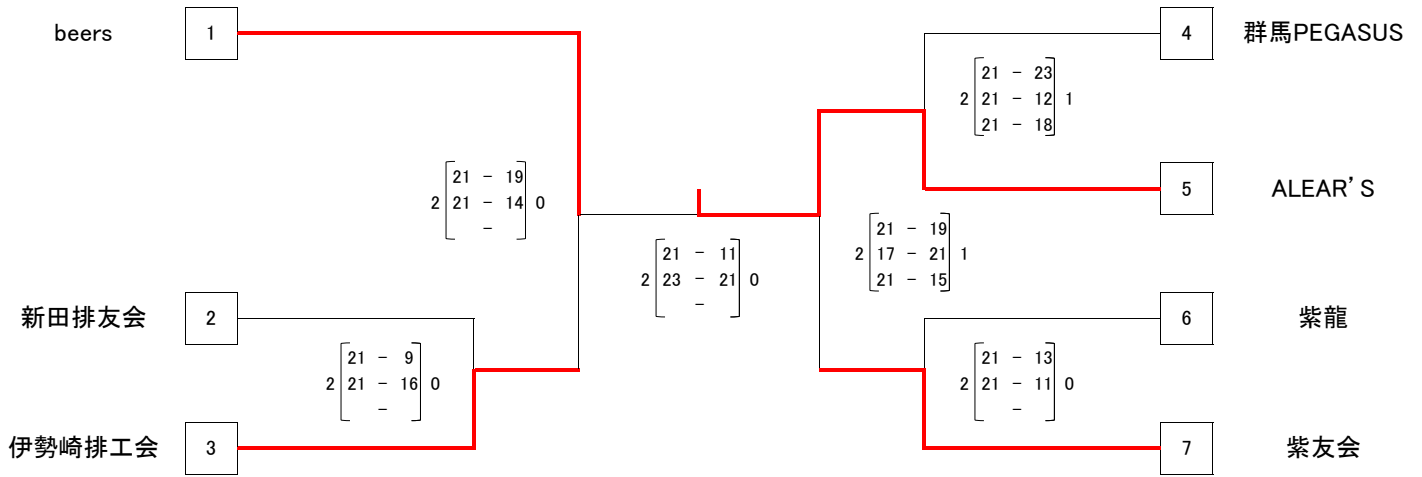 beers
1
4
群馬PEGASUS
21 - 23
2 21 - 12 1
21 - 18
21 - 19
2 21 - 14 0
-
5
ALEAR'S
21 - 11
2 23 - 21 0
-
21 - 19
2 17 - 21 1
21 - 15
新田排友会
2
6
紫龍
21 - 9
2 21 - 16 0
-
21 - 13
2 21 - 11 0
-
伊勢崎排工会
3
7
紫友会